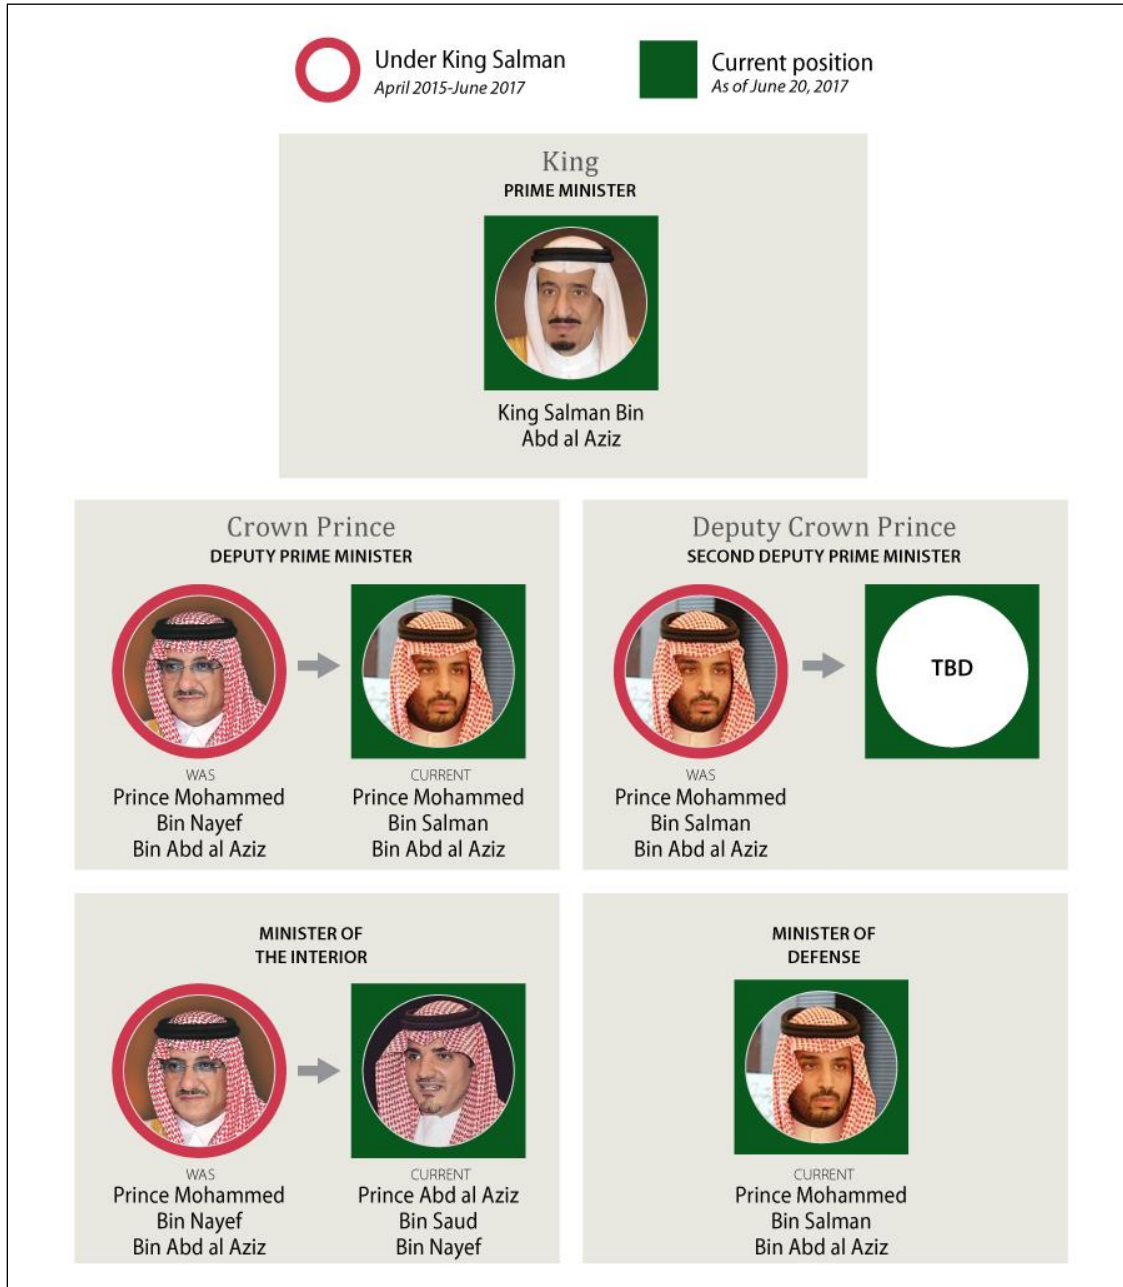 Under King Salman
April 2015-June 2017
Current position
As of June 20, 2017
King
PRIME MINISTER
King Salman Bin
Abd al Aziz
Crown Prince
DEPUTY PRIME MINISTER
WAS
Prince Mohammed
Bin Nayef
Bin Abd al Aziz
CURRENT
Prince Mohammed
Bin Salman
Bin Abd al Aziz
Deputy Crown Prince
SECOND DEPUTY PRIME MINISTER
TBD
WAS
Prince Mohammed
Bin Salman
Bin Abd al Aziz
MINISTER OF
THE INTERIOR
WAS
Prince Mohammed
Bin Nayef
Bin Abd al Aziz
CURRENT
Prince Abd al Aziz
Bin Saud
Bin Nayef
MINISTER OF
DEFENSE
CURRENT
Prince Mohammed
Bin Salman
Bin Abd al Aziz